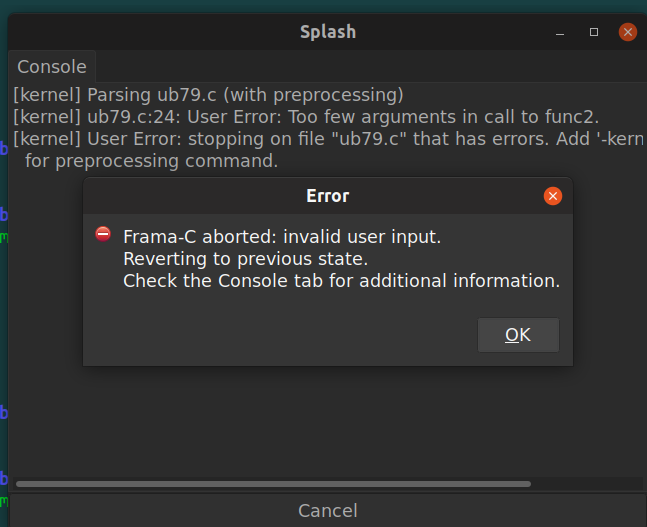 Splash
Console
[kernel] Parsing ub79.c (with preprocessing)
[kernel] ub79.c:24: User Error: Too few arguments in call to func2.
[kernel] User Error: stopping on file "ub79.c" that has errors. Add '-kern
for preprocessing command.
Error
Frama-C aborted: invalid user input.
Reverting to previous state.
Check the Console tab for additional information.
OK
Cancel